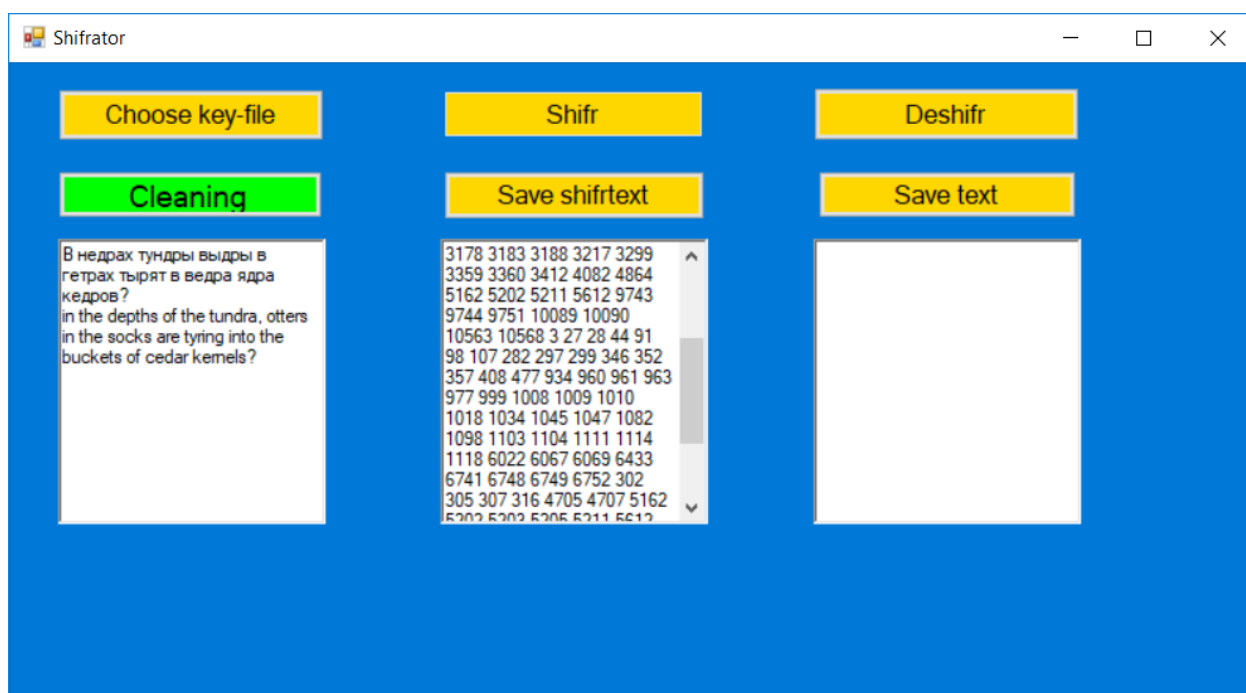 Shifrator
Choose key-file
Shifr
Deshifr
Cleaning
Save shifrtext
Save text
В недрах тундры выдры в
гетрах тырят в ведра ядра
кедров?
in the depths of the tundra, otters
in the socks are tyring into the
buckets of cedar kernels?
3178 3183 3188 3217 3299
3359 3360 3412 4082 4864
5162 5202 5211 5612 9743
9744 9751 10089 10090
10563 10568 3 27 28 44 91
98 107 282 297 299 346 352
357 408 477 934 960 961 963
977 999 1008 1009 1010
1018 1034 1045 1047 1082
1098 1103 1104 1111 1114
1118 6022 6067 6069 6433
6741 6748 6749 6752 302
305 307 316 4705 4707 5162
5202 5203 5205 5211 5612